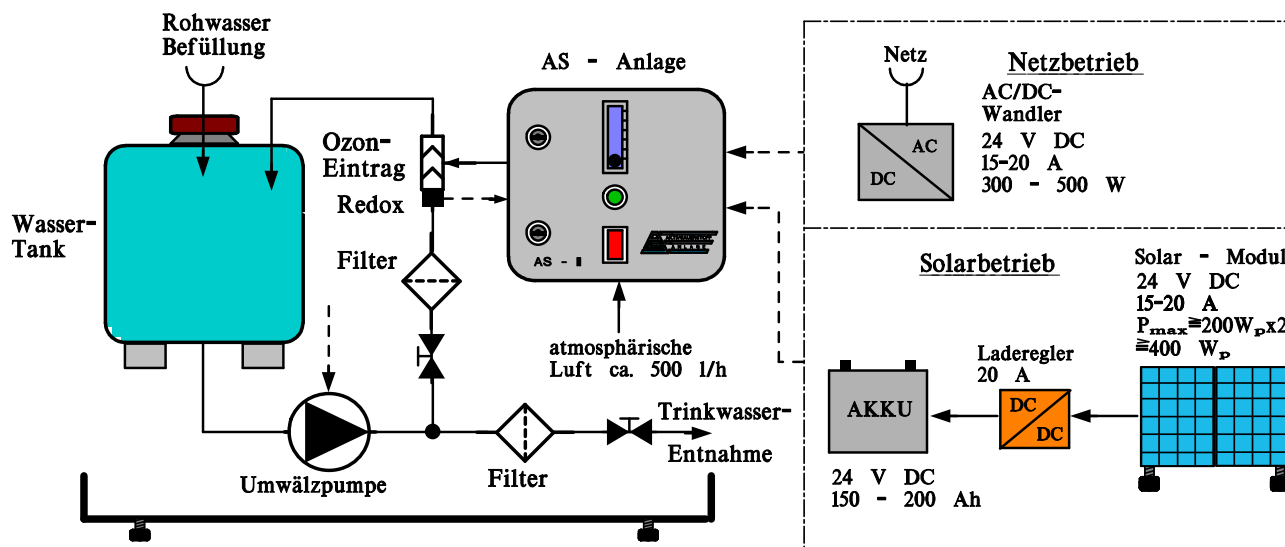 Rohwasser
Befüllung
Wasser-
Tank
Ozon-
Eintrag
Redox
Filter
Umwälzpumpe
Filter
Trinkwasser-
Entnahme
AS - Anlage
AS - II
atmosphärische
Luft ca. 500 l/h
Netz
AC
DC
Netzbetrieb
AC/DC-
Wandler
24 V DC
15-20 A
300 - 500 W
Solarbetrieb
AKKU
24 V DC
150 - 200 Ah
Laderegler
20 A
DC
DC
Solar - Modul
24 V DC
15-20 A
Pmax≧200Wpx2
≧400 Wp